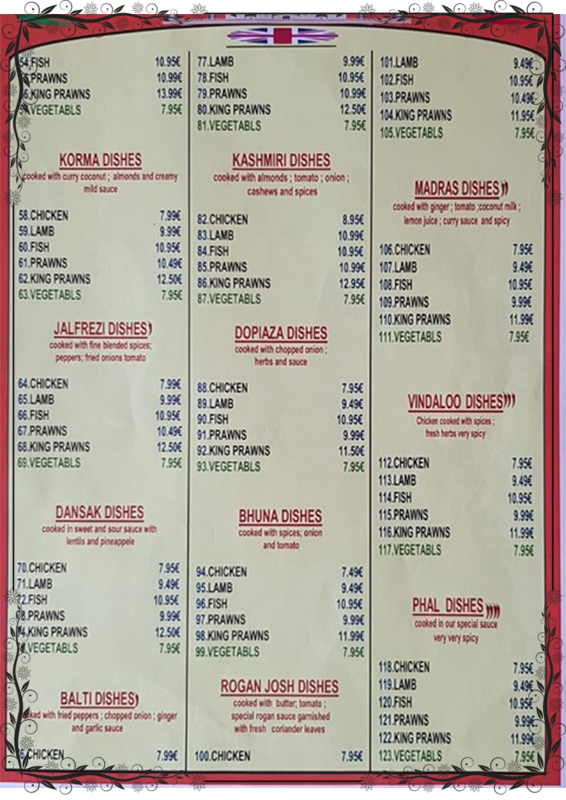 54.FISH 10.95€
55.PRAWNS 10.99€
56.KING PRAWNS 13.99€
VEGETABLS 7.95€
KORMA DISHES
cooked with curry coconut ; almonds and creamy
mild sauce
58.CHICKEN 7.99€
59.LAMB 9.99€
60.FISH 10.95€
61.PRAWNS 10.49€
62.KING PRAWNS 12.50€
63.VEGETABLS 7.95€
JALFREZI DISHES
cooked with fine blended spices;
peppers; fried onions tomato
64.CHICKEN 7.99€
65.LAMB 9.99€
66.FISH 10.95€
67.PRAWNS 10.49€
68.KING PRAWNS 12.50€
69.VEGETABLS 7.95€
DANSAK DISHES
cooked in sweet and sour sauce with
lentils and pineappele
70.CHICKEN 7.95€
71.LAMB 9.49€
72.FISH 10.95€
73.PRAWNS 9.99€
74.KING PRAWNS 12.50€
VEGETABLS 7.95€
BALTI DISHES
cooked with fried peppers ; chopped onion ; ginger
and garlic sauce
CHICKEN 7.99€
77.LAMB 9.99€
78.FISH 10.95€
79.PRAWNS 10.99€
80.KING PRAWNS 12.50€
81.VEGETABLS 7.95€
KASHMIRI DISHES
cooked with almonds ; tomato ; onion ;
cashews and spices
82.CHICKEN 8.95€
83.LAMB 10.99€
84.FISH 10.95€
85.PRAWNS 10.99€
86.KING PRAWNS 12.95€
87.VEGETABLS 7.95€
DOPIAZA DISHES
cooked with chopped onion ;
herbs and sauce
88.CHICKEN 7.95€
89.LAMB 9.49€
90.FISH 10.95€
91.PRAWNS 9.99€
92.KING PRAWNS 11.50€
93.VEGETABLS 7.95€
BHUNA DISHES
cooked with spices; onion
and tomato
94.CHICKEN 7.49€
95.LAMB 9.49€
96.FISH 10.95€
97.PRAWNS 9.99€
98.KING PRAWNS 11.99€
99.VEGETABLS 7.95€
ROGAN JOSH DISHES
cooked with butter; tomato ;
special rogan sauce garnished
with fresh coriander leaves
100.CHICKEN 7.95€
101.LAMB 9.49€
102.FISH 10.95€
103.PRAWNS 10.49€
104.KING PRAWNS 11.95€
105.VEGETABLS 7.95€
MADRAS DISHES
cooked with ginger ; tomato ;coconut milk ;
lemon juice ; curry sauce and spicy
106.CHICKEN 7.95€
107.LAMB 9.49€
108.FISH 10.95€
109.PRAWNS 9.99€
110.KING PRAWNS 11.99€
111.VEGETABLS 7.95€
VINDALOO DISHES
Chicken cooked with spices ;
fresh herbs very spicy
112.CHICKEN 7.95€
113.LAMB 9.49€
114.FISH 10.95€
115.PRAWNS 9.99€
116.KING PRAWNS 11.99€
117.VEGETABLS 7.95€
PHAL DISHES
cooked in our special sauce
very very spicy
118.CHICKEN 7.95€
119.LAMB 9.49€
120.FISH 10.95€
121.PRAWNS 9.99€
122.KING PRAWNS 11.99€
123.VEGETABLS 7.95€